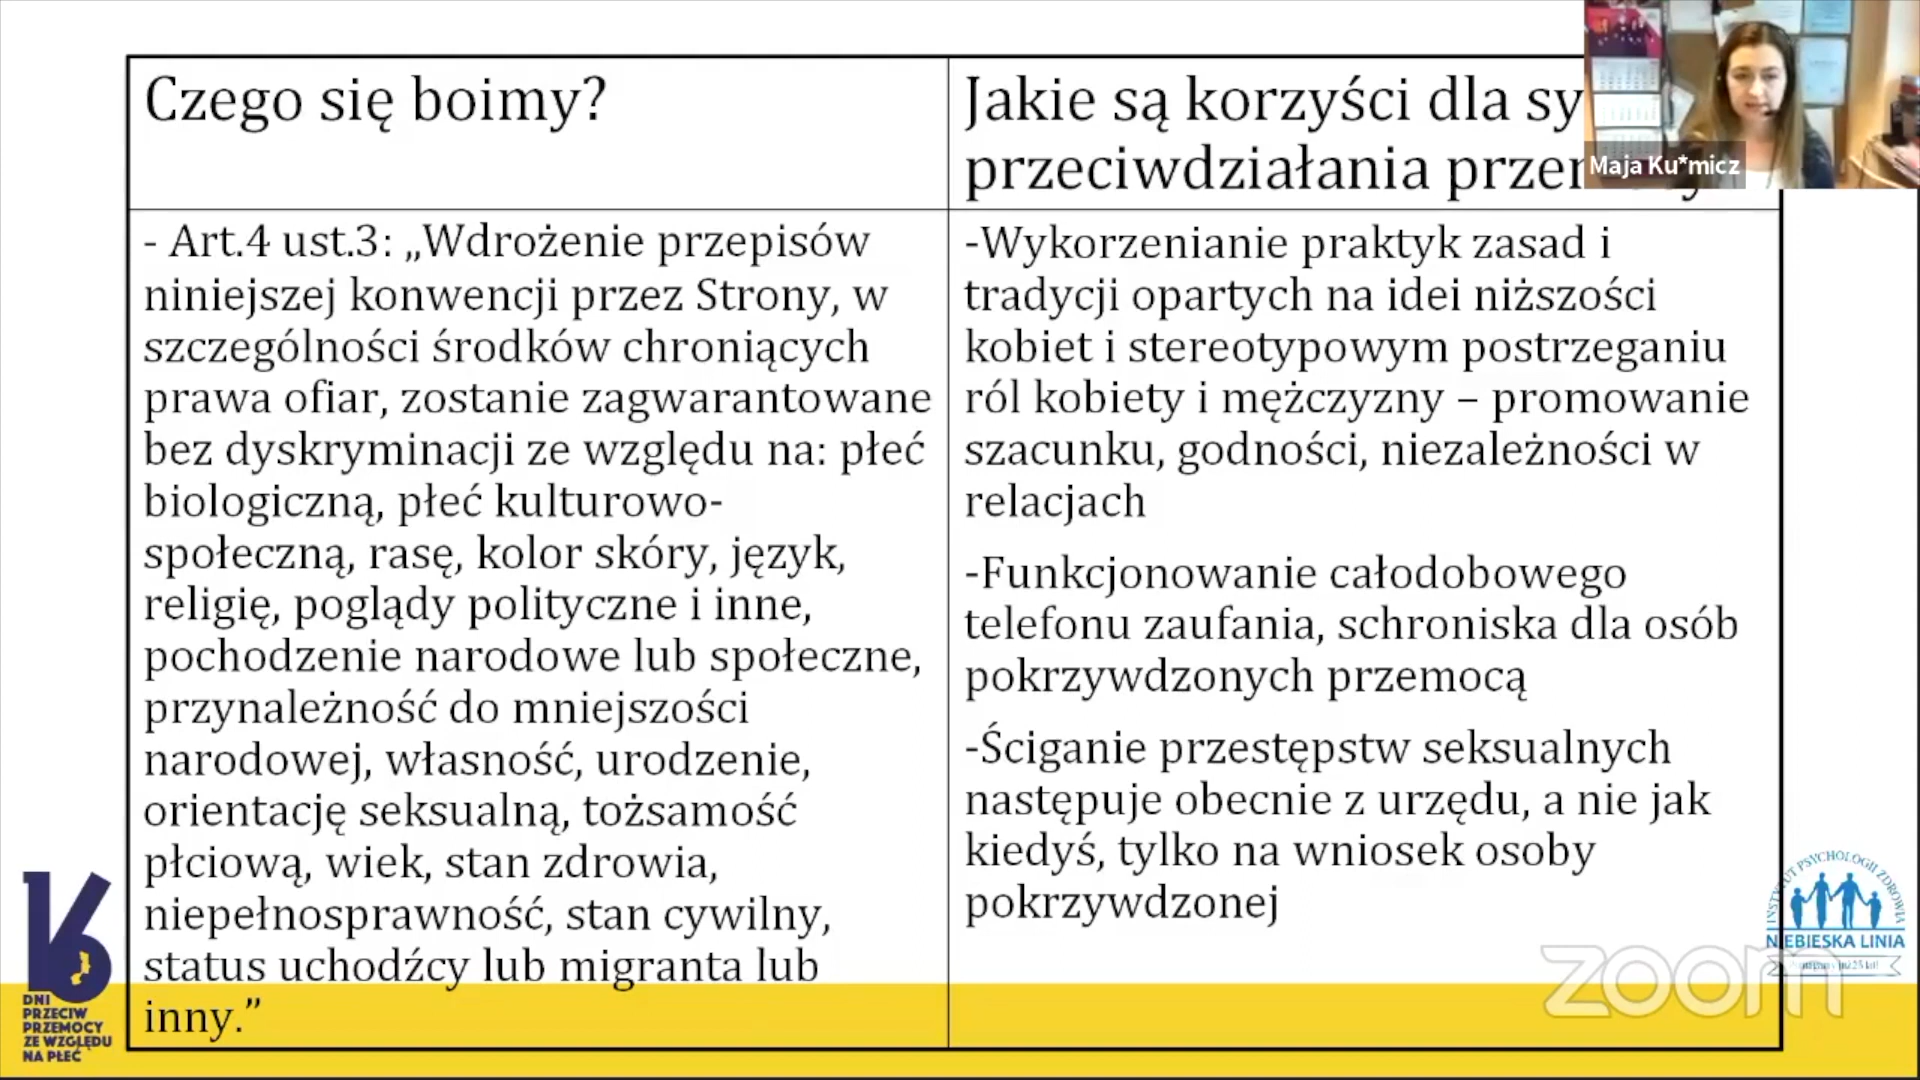 Czego się boimy?
Jakie są korzyści dla
przeciwdziałania
Maja Ku*micz
- Art.4 ust.3: „Wdrożenie przepisów
niniejszej konwencji przez Strony, w
szczególności środków chroniących
prawa ofiar, zostanie zagwarantowane
bez dyskryminacji ze względu na: płeć
biologiczną, płeć kulturowo-
społeczną, rasę, kolor skóry, język,
religię, poglądy polityczne i inne,
pochodzenie narodowe lub społeczne,
przynależność do mniejszości
narodowej, własność, urodzenie,
orientację seksualną, tożsamość
płciową, wiek, stan zdrowia,
niepełnosprawność, stan cywilny,
status uchodźcy lub migranta lub
inny.”
-Wykorzenianie praktyk zasad i
tradycji opartych na idei niższości
kobiet i stereotypowym postrzeganiu
ról kobiety i mężczyzny – promowanie
szacunku, godności, niezależności w
relacjach
-Funkcjonowanie całodobowego
telefonu zaufania, schroniska dla osób
pokrzywdzonych przemocą
-Ściganie przestępstw seksualnych
następuje obecnie z urzędu, a nie jak
kiedyś, tylko na wniosek osoby
pokrzywdzonej
16
DNI
PRZECIW
PRZEMOCY
ZE WZGLĘDU
NA PŁEĆ
INSTYTUT PSYCHOLOGII ZDROWIA
NIEBIESKA LINIA
zoom